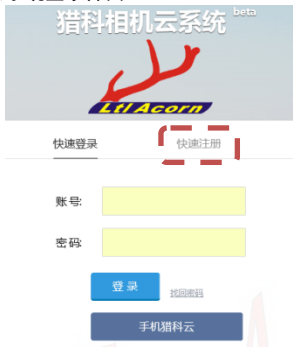 猎科相机云系统 beta
Ltl Acorn
快速登录 快速注册
账号:
密码:
登录 找回密码
手机猎科云